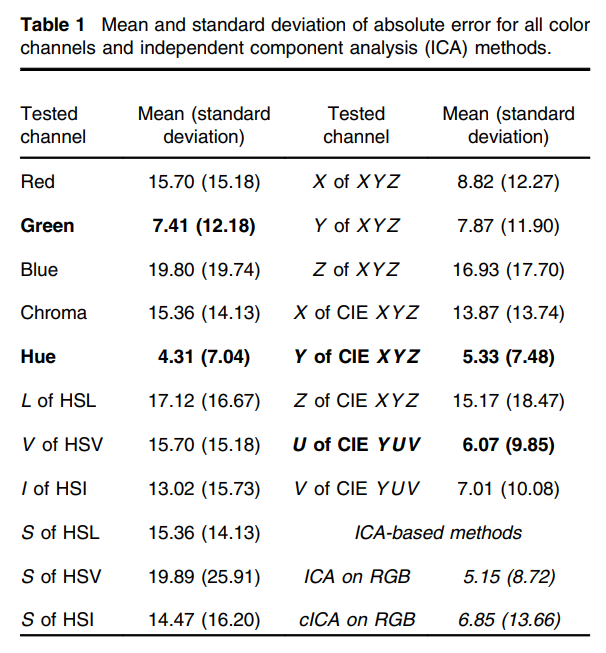 Table 1 Mean and standard deviation of absolute error for all color
channels and independent component analysis (ICA) methods.
Tested channel Mean (standard deviation) Tested channel Mean (standard deviation)
Red 15.70 (15.18) X of XYZ 8.82 (12.27)
Green 7.41 (12.18) Y of XYZ 7.87 (11.90)
Blue 19.80 (19.74) Z of XYZ 16.93 (17.70)
Chroma 15.36 (14.13) X of CIE XYZ 13.87 (13.74)
Hue 4.31 (7.04) Y of CIE XYZ 5.33 (7.48)
L of HSL 17.12 (16.67) Z of CIE XYZ 15.17 (18.47)
V of HSV 15.70 (15.18) U of CIE YUV 6.07 (9.85)
I of HSI 13.02 (15.73) V of CIE YUV 7.01 (10.08)
S of HSL 15.36 (14.13) ICA-based methods
S of HSV 19.89 (25.91) ICA on RGB 5.15 (8.72)
S of HSI 14.47 (16.20) cICA on RGB 6.85 (13.66)